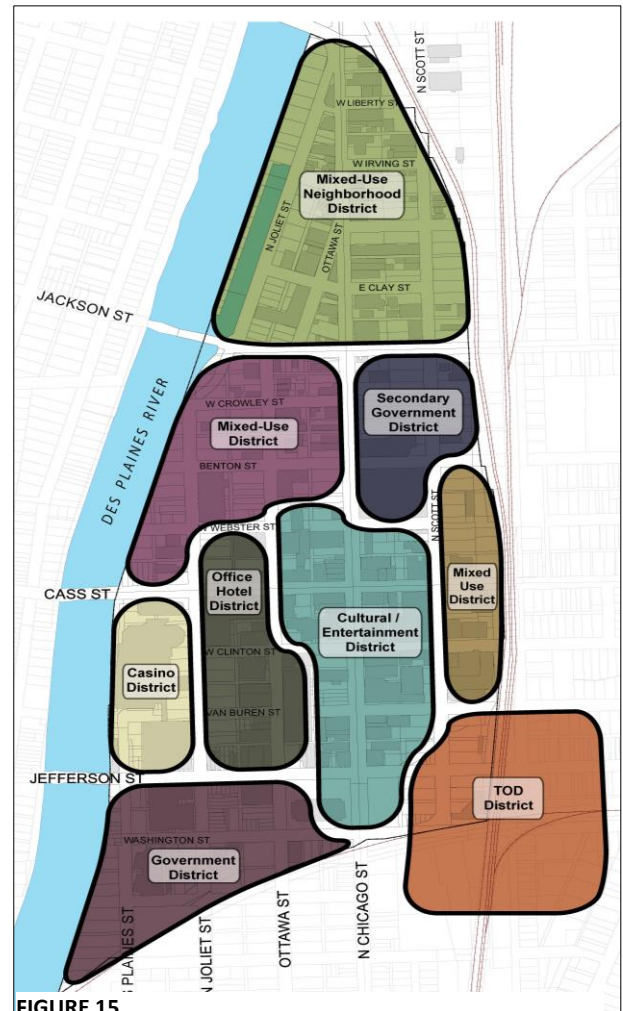 N SCOTT ST
W LIBERTY ST
W IRVING ST
Mixed-Use
Neighborhood
District
N JOLIET ST
OTTAWA ST
E CLAY ST
JACKSON ST
DES PLAINES RIVER
W CROWLEY ST
Mixed-Use
District
BENTON ST
Secondary
Government
District
N SCOTT ST
W WEBSTER ST
CASS ST
Office
Hotel
District
Mixed
Use
District
Cultural /
Entertainment
District
W CLINTON ST
Casino
District
VAN BUREN ST
JEFFERSON ST
TOD
District
WASHINGTON ST
Government
District
S PLAINES ST
N JOLIET ST
OTTAWA ST
N CHICAGO ST
FIGURE 15